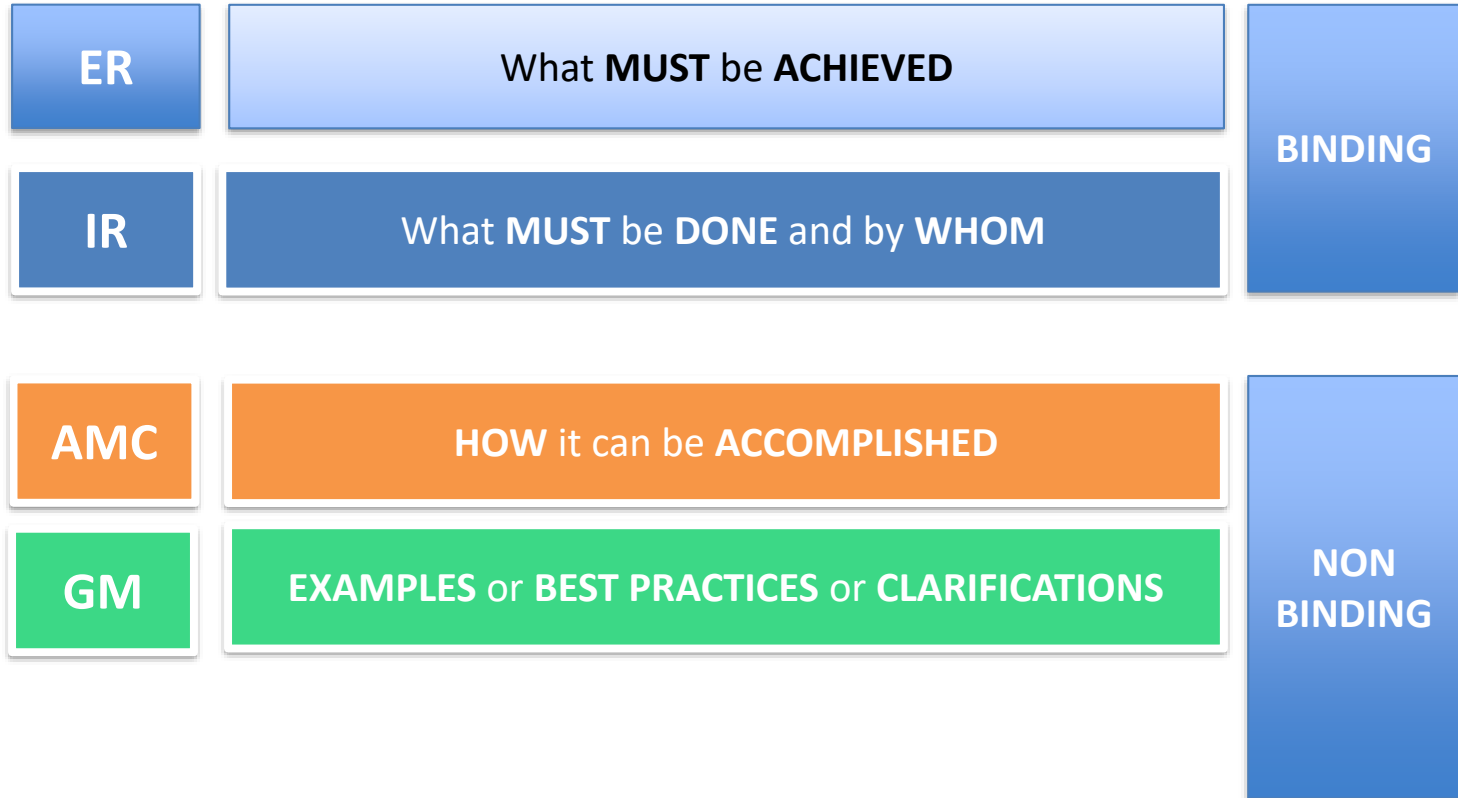 ER
What MUST be ACHIEVED
BINDING
IR
What MUST be DONE and by WHOM
AMC
HOW it can be ACCOMPLISHED
GM
EXAMPLES or BEST PRACTICES or CLARIFICATIONS
NON
BINDING